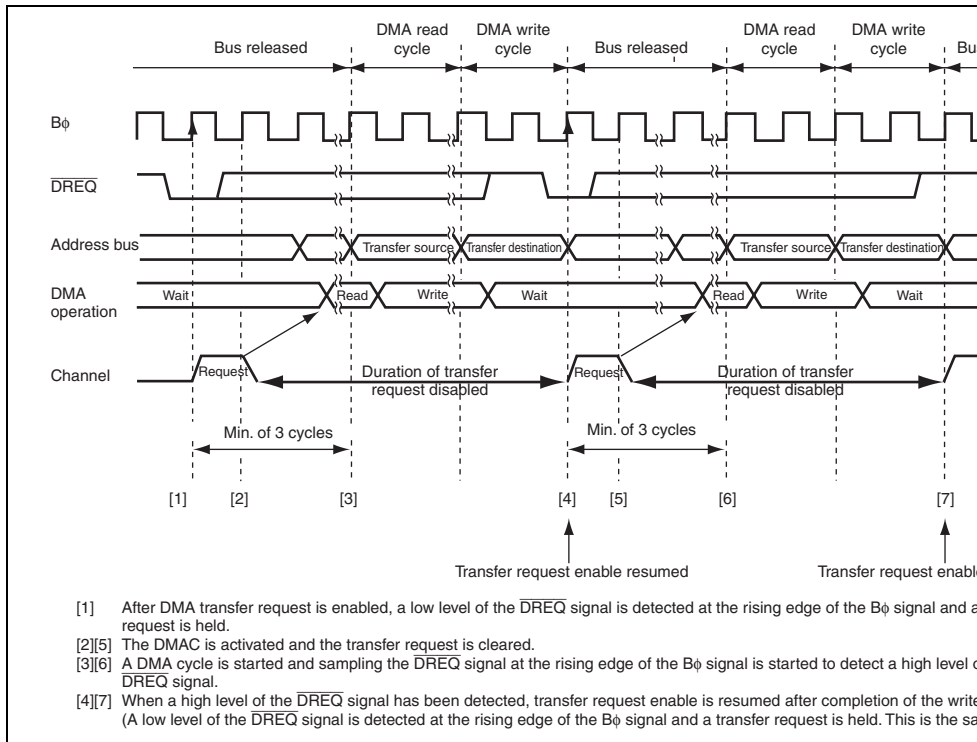 DMA read cycle
DMA write cycle
DMA read cycle
DMA write cycle
Bus released
Bus released
Bu
Bϕ
DREQ
Address bus
Transfer source
Transfer destination
Transfer source
Transfer destination
DMA operation
Wait
Read
Write
Wait
Read
Write
Wait
Channel
Request
Duration of transfer request disabled
Request
Duration of transfer request disabled
Min. of 3 cycles
Min. of 3 cycles
[1]
[2]
[3]
[4]
[5]
[6]
[7]
Transfer request enable resumed
Transfer request enable
[1] After DMA transfer request is enabled, a low level of the DREQ signal is detected at the rising edge of the Bϕ signal and a
request is held.
[2][5] The DMAC is activated and the transfer request is cleared.
[3][6] A DMA cycle is started and sampling the DREQ signal at the rising edge of the Bϕ signal is started to detect a high level o
DREQ signal.
[4][7] When a high level of the DREQ signal has been detected, transfer request enable is resumed after completion of the write
(A low level of the DREQ signal is detected at the rising edge of the Bϕ signal and a transfer request is held. This is the sa